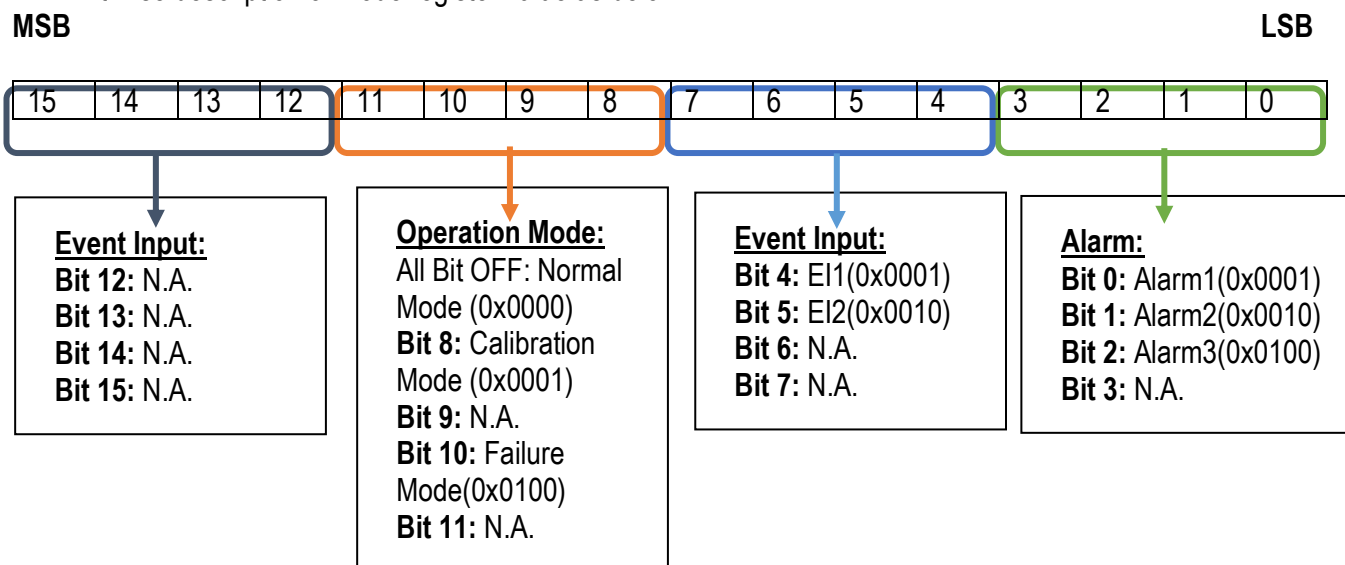 MSB
LSB
15 14 13 12 11 10 9 8 7 6 5 4 3 2 1 0
Event Input:
Bit 12: N.A.
Bit 13: N.A.
Bit 14: N.A.
Bit 15: N.A.
Operation Mode:
All Bit OFF: Normal
Mode (0x0000)
Bit 8: Calibration
Mode (0x0001)
Bit 9: N.A.
Bit 10: Failure
Mode(0x0100)
Bit 11: N.A.
Event Input:
Bit 4: EI1(0x0001)
Bit 5: EI2(0x0010)
Bit 6: N.A.
Bit 7: N.A.
Alarm:
Bit 0: Alarm1(0x0001)
Bit 1: Alarm2(0x0010)
Bit 2: Alarm3(0x0100)
Bit 3: N.A.